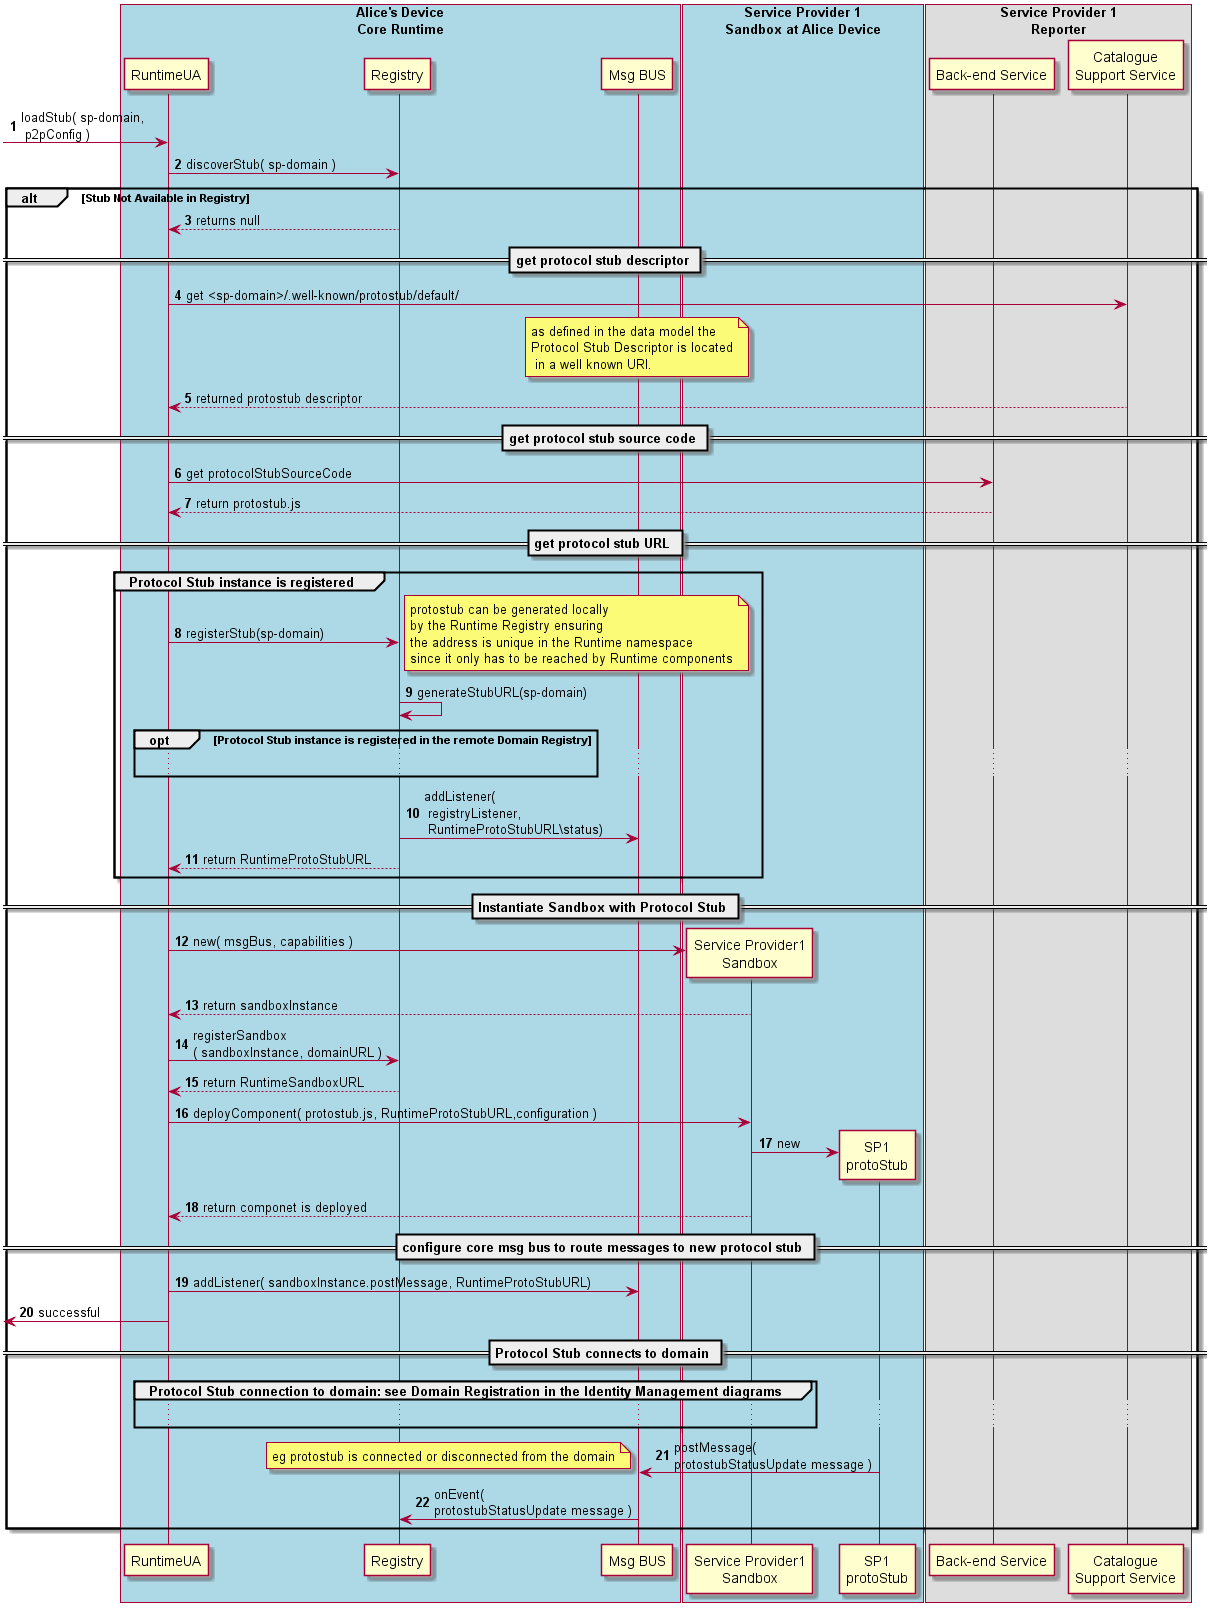 Alice's Device
Core Runtime
Service Provider 1
Sandbox at Alice Device
Service Provider 1
Reporter
RuntimeUA
Registry
Msg BUS
Back-end Service
Catalogue
Support Service
1 loadStub( sp-domain,
p2pConfig )
2 discoverStub( sp-domain )
alt [Stub Not Available in Registry]
3 returns null
get protocol stub descriptor
4 get <sp-domain>/.well-known/protostub/default/
as defined in the data model the
Protocol Stub Descriptor is located
in a well known URI.
5 returned protostub descriptor
get protocol stub source code
6 get protocolStubSourceCode
7 return protostub.js
get protocol stub URL
Protocol Stub instance is registered
protostub can be generated locally
by the Runtime Registry ensuring
the address is unique in the Runtime namespace
since it only has to be reached by Runtime components
8 registerStub(sp-domain)
9 generateStubURL(sp-domain)
opt [Protocol Stub instance is registered in the remote Domain Registry]
10 addListener(
registryListener,
RuntimeProtoStubURL\status)
11 return RuntimeProtoStubURL
Instantiate Sandbox with Protocol Stub
12 new( msgBus, capabilities )
Service Provider1
Sandbox
13 return sandboxInstance
14 registerSandbox
( sandboxInstance, domainURL )
15 return RuntimeSandboxURL
16 deployComponent( protostub.js, RuntimeProtoStubURL,configuration )
17 new
SP1
protoStub
18 return componet is deployed
configure core msg bus to route messages to new protocol stub
19 addListener( sandboxInstance.postMessage, RuntimeProtoStubURL)
20 successful
Protocol Stub connects to domain
Protocol Stub connection to domain: see Domain Registration in the Identity Management diagrams
eg protostub is connected or disconnected from the domain
21 postMessage(
protostubStatusUpdate message )
22 onEvent(
protostubStatusUpdate message )
RuntimeUA
Registry
Msg BUS
Service Provider1
Sandbox
SP1
protoStub
Back-end Service
Catalogue
Support Service